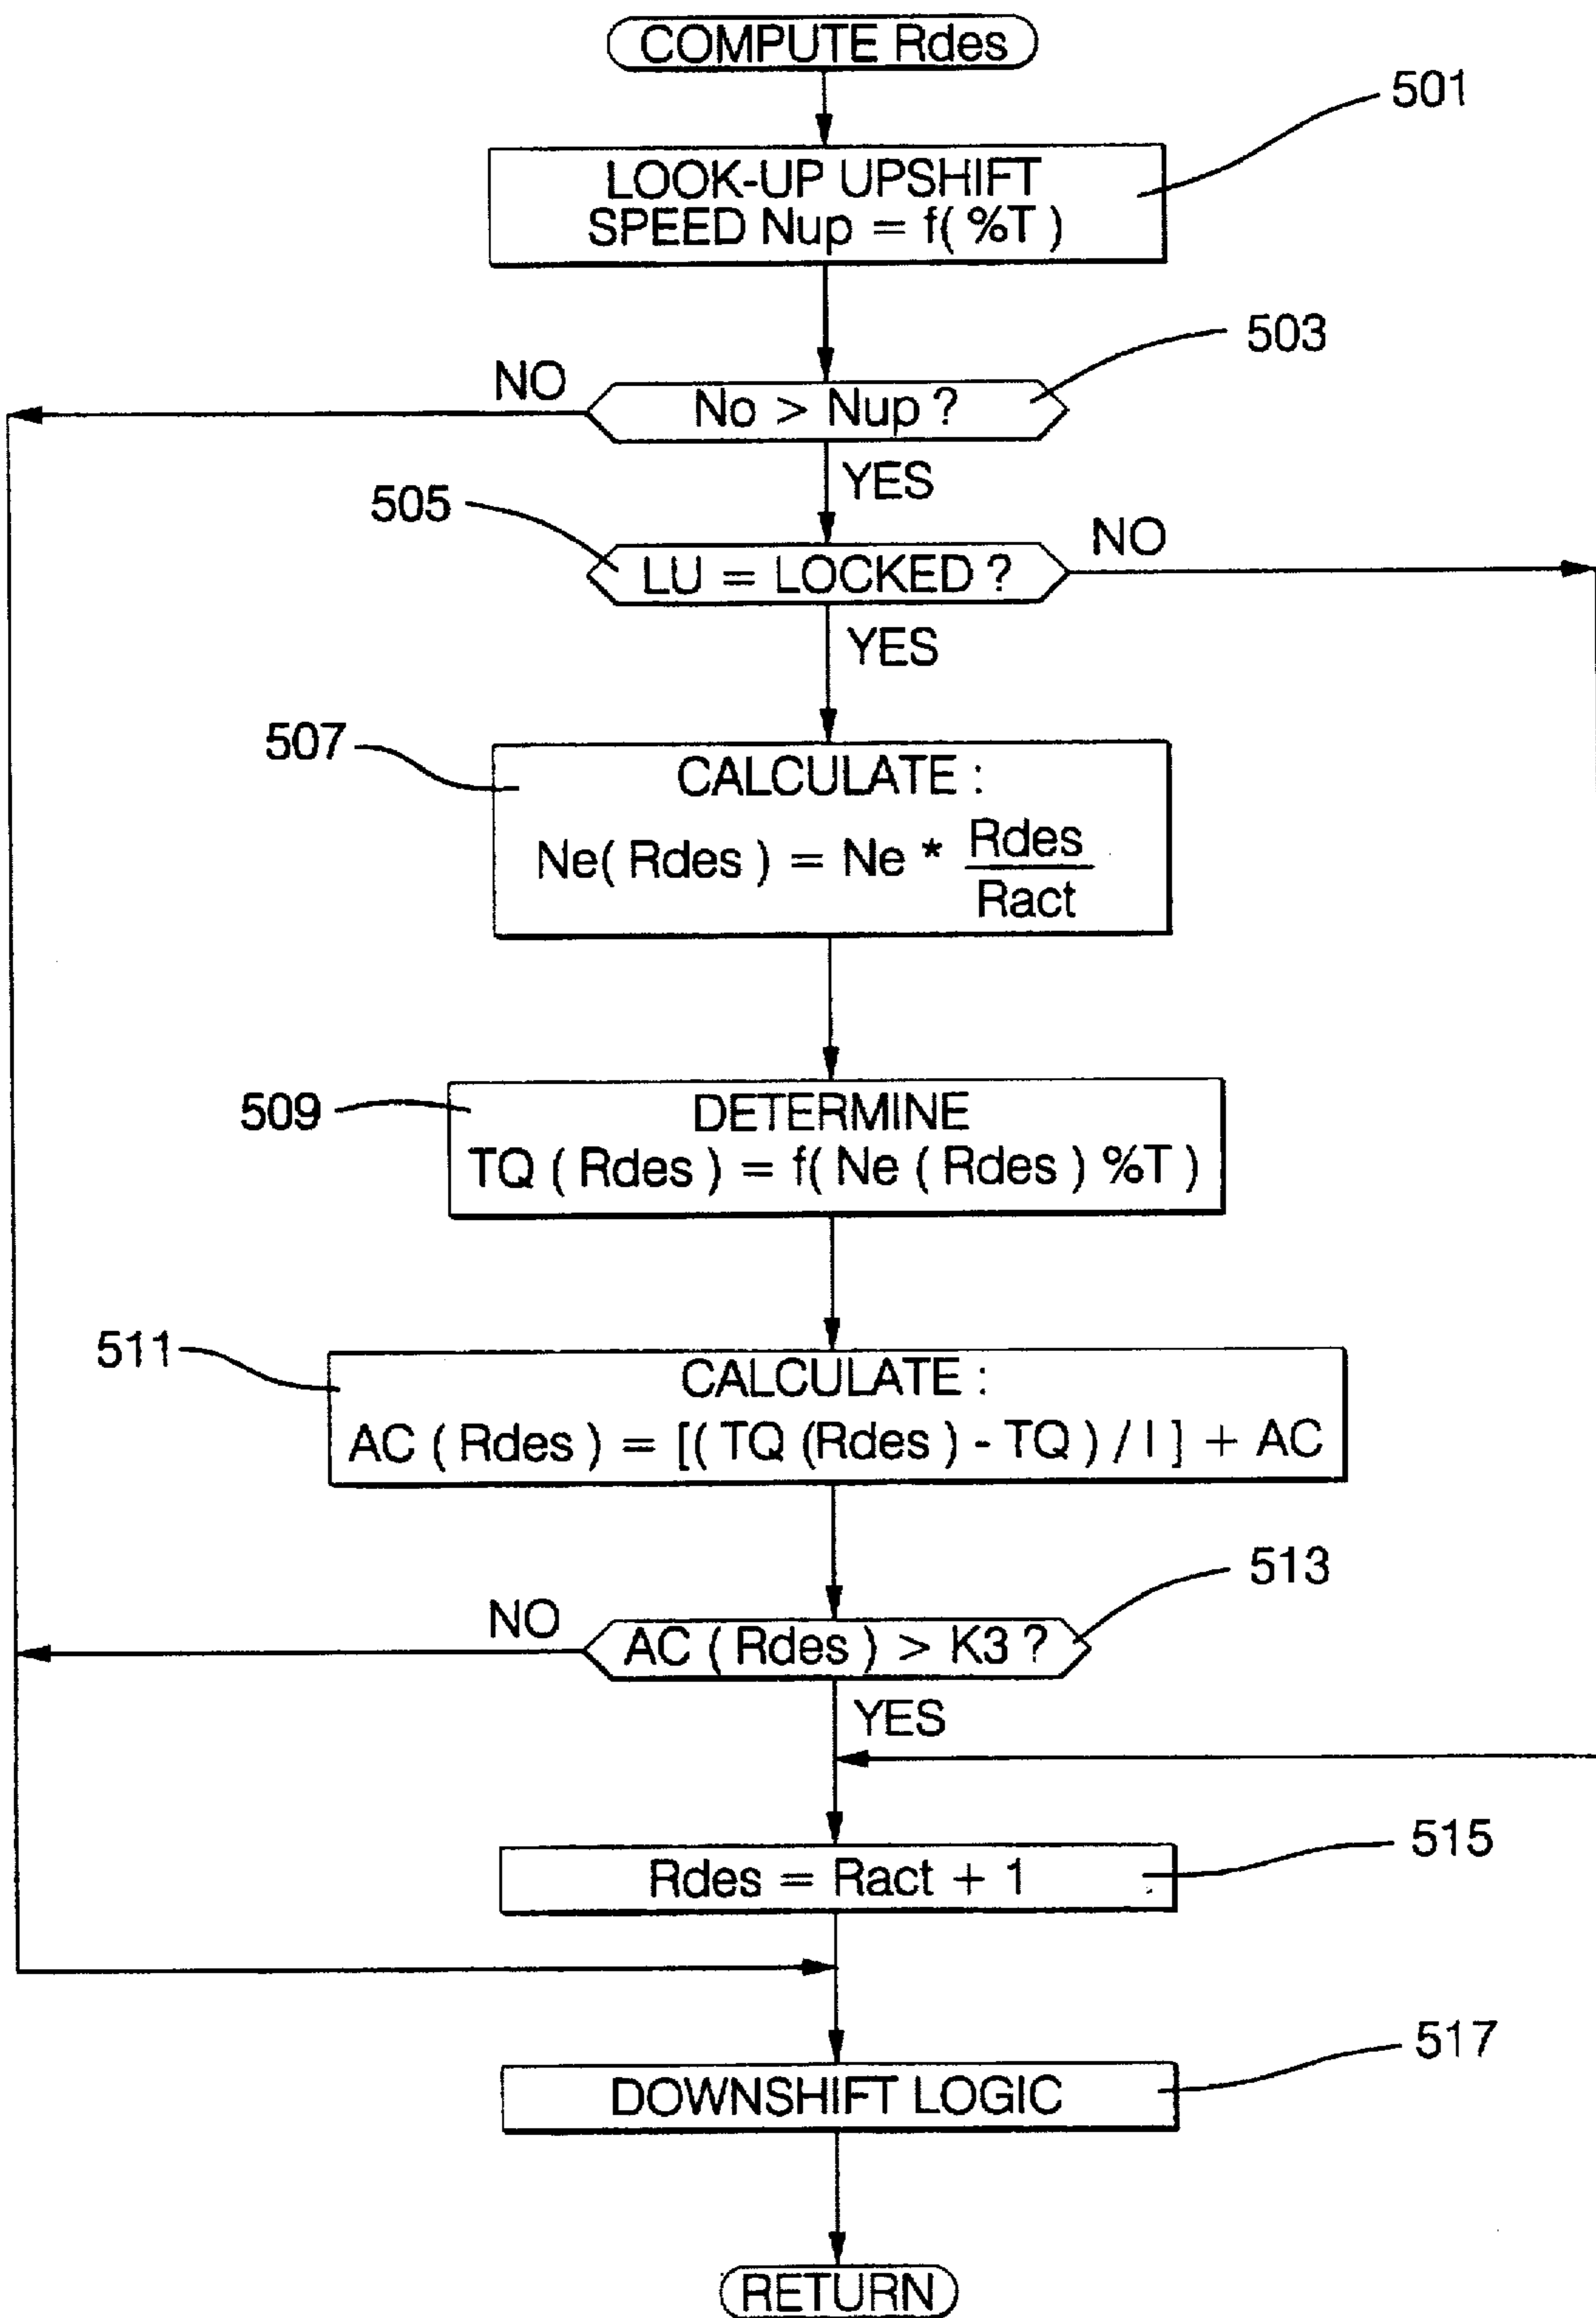 COMPUTE Rdes
501
LOOK-UP UPSHIFT
SPEED Nup = f( %T )
503
NO
No > Nup ?
YES
505
NO
LU = LOCKED ?
YES
507
CALCULATE :
Ne( Rdes ) = Ne * Rdes
Ract
509
DETERMINE
TQ ( Rdes ) = f( Ne ( Rdes ) %T )
511
CALCULATE :
AC ( Rdes ) = [( TQ (Rdes ) - TQ ) / I ] + AC
513
NO
AC ( Rdes ) > K3 ?
YES
515
Rdes = Ract + 1
517
DOWNSHIFT LOGIC
RETURN